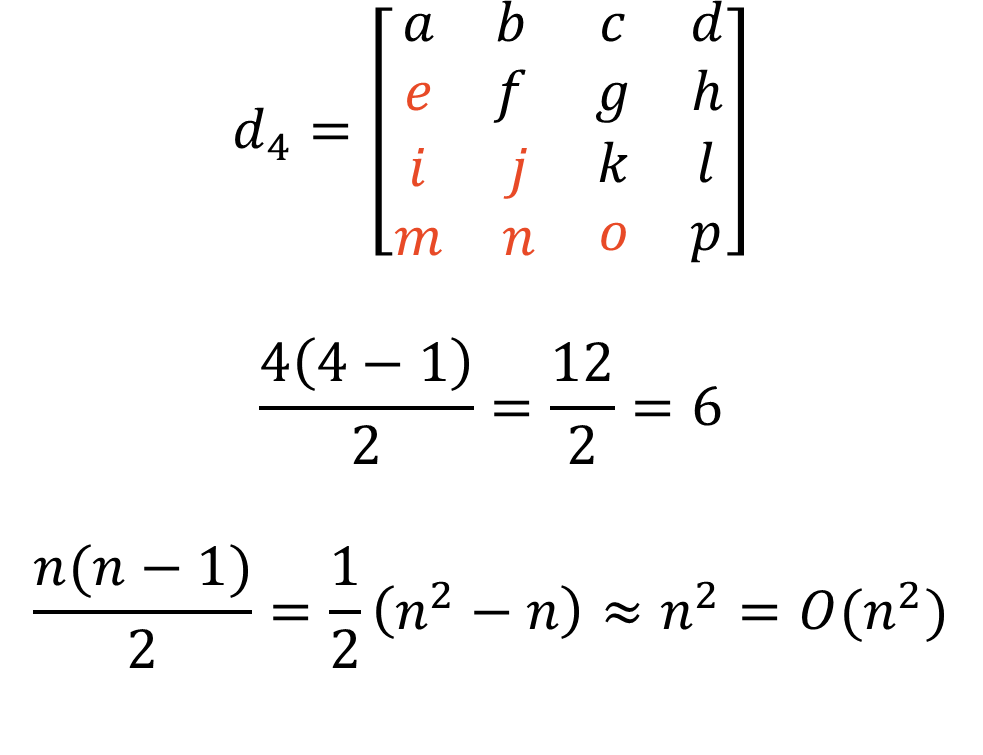 a b c d
e f g h
d₄ =
i j k l
m n o p
4(4 − 1)/2 = 12/2 = 6
n(n − 1)/2 = 1/2 (n² − n) ≈ n² = O(n²)